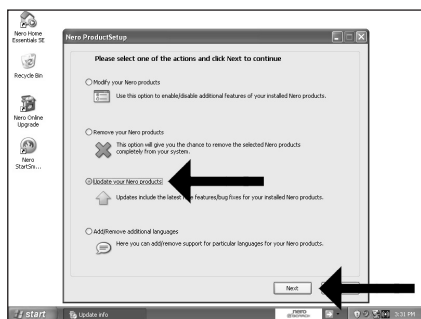 Nero Home
Essentials SE
Recycle Bin
Nero Online
Upgrade
Nero
StartSm...
Nero ProductSetup
Please select one of the actions and click Next to continue
Modify your Nero products
Use this option to enable/disable additional features of your installed Nero products.
Remove your Nero products
This option will give you the chance to remove the selected Nero products
completely from your system.
Update your Nero products
Updates include the latest features/bug fixes for your installed Nero products.
Add/Remove additional languages
Here you can add/remove support for particular languages for your Nero products.
Next
start
Update info
nero
3:31 PM